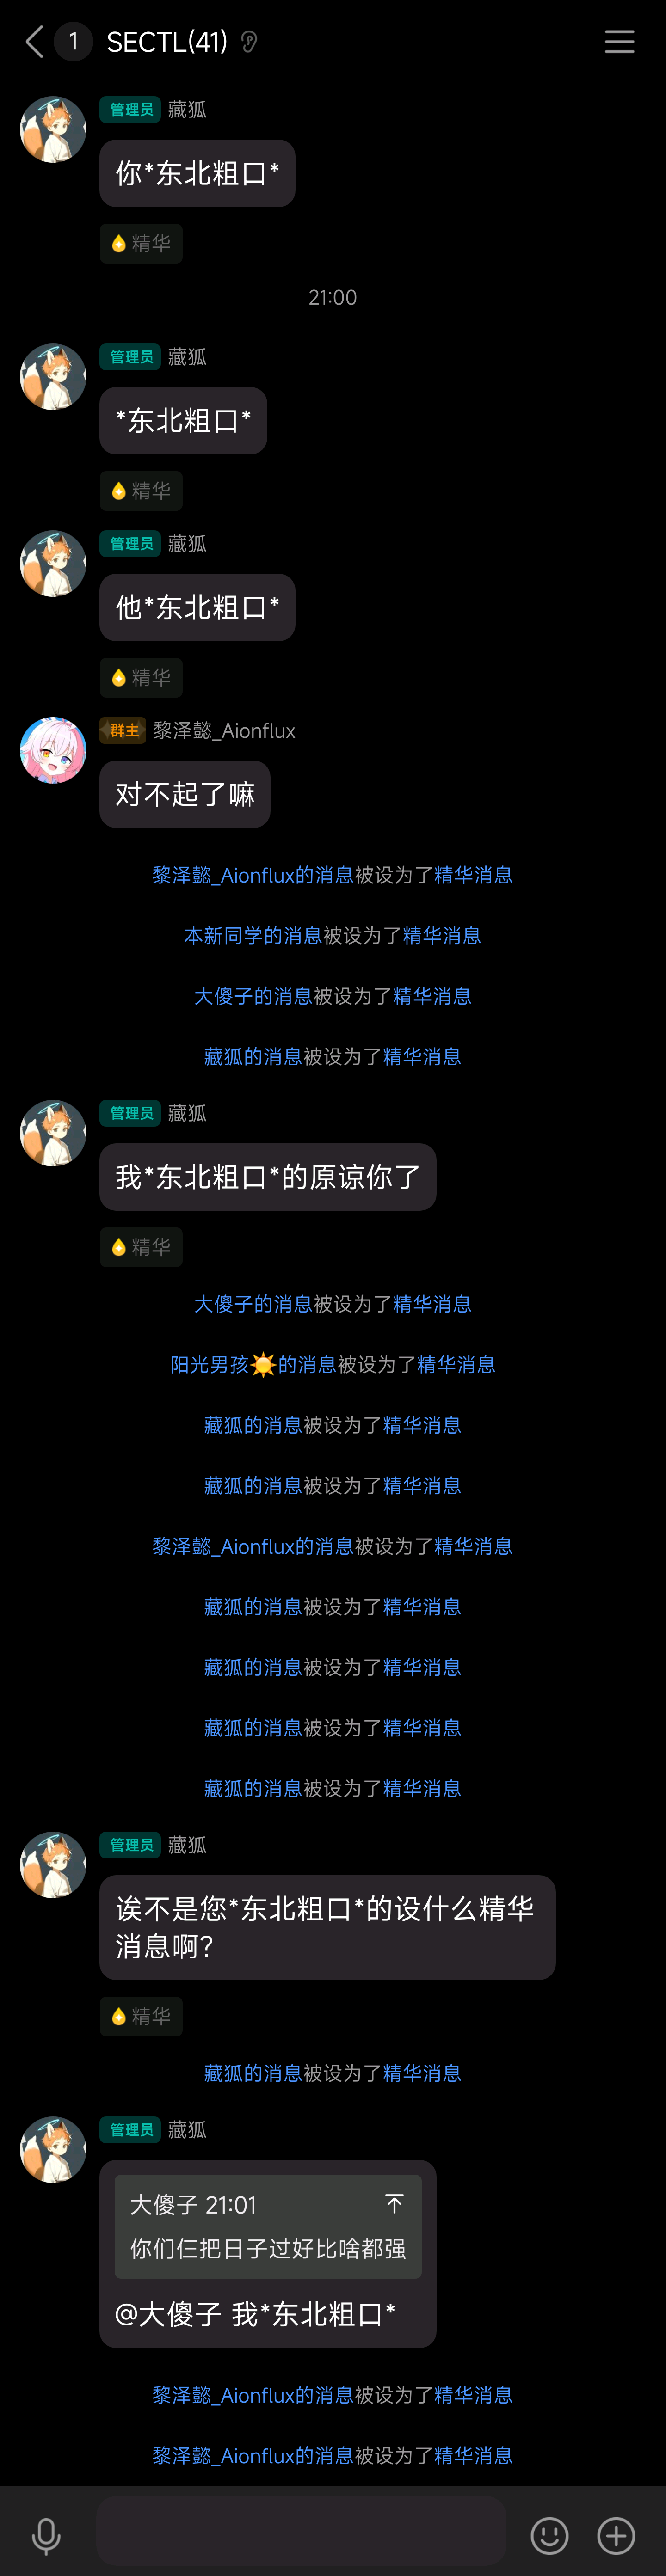 1 SECTL(41)
管理员 藏狐
你*东北粗口*
精华
21:00
管理员 藏狐
*东北粗口*
精华
管理员 藏狐
他*东北粗口*
精华
群主 黎泽懿_Aionflux
对不起了嘛
黎泽懿_Aionflux的消息被设为了精华消息
本新同学的消息被设为了精华消息
大傻子的消息被设为了精华消息
藏狐的消息被设为了精华消息
管理员 藏狐
我*东北粗口*的原谅你了
精华
大傻子的消息被设为了精华消息
阳光男孩☀️的消息被设为了精华消息
藏狐的消息被设为了精华消息
藏狐的消息被设为了精华消息
黎泽懿_Aionflux的消息被设为了精华消息
藏狐的消息被设为了精华消息
藏狐的消息被设为了精华消息
藏狐的消息被设为了精华消息
藏狐的消息被设为了精华消息
管理员 藏狐
诶不是您*东北粗口*的设什么精华
消息啊?
精华
藏狐的消息被设为了精华消息
管理员 藏狐
大傻子 21:01
你们仨把日子过好比啥都强
@大傻子 我*东北粗口*
黎泽懿_Aionflux的消息被设为了精华消息
黎泽懿_Aionflux的消息被设为了精华消息